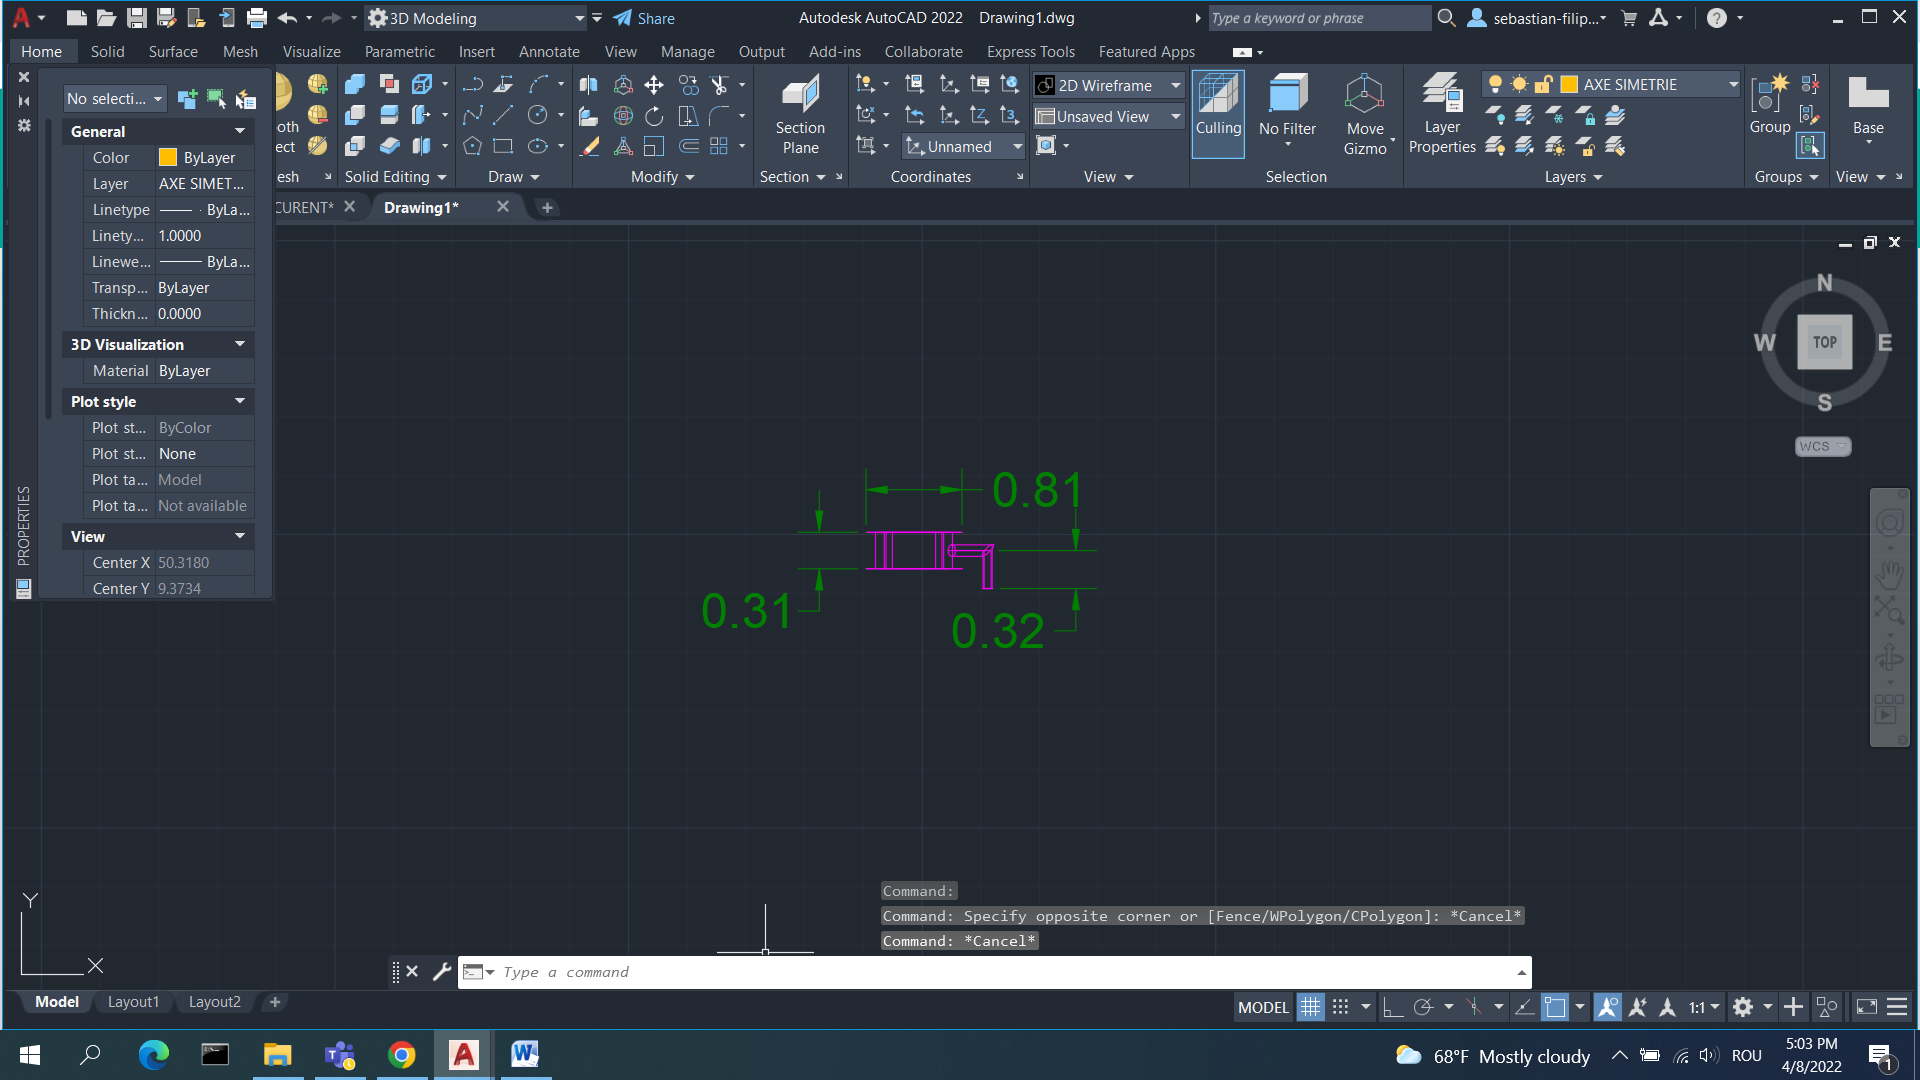 3D Modeling
Share
Autodesk AutoCAD 2022 Drawing1.dwg
Type a keyword or phrase
sebastian-filip...
Home Solid Surface Mesh Visualize Parametric Insert Annotate View Manage Output Add-ins Collaborate Express Tools Featured Apps
No selecti...
General
Color ByLayer
Layer AXE SIMET...
Linetype ByLa...
Linety... 1.0000
Linewe... ByLa...
Transp... ByLayer
Thickn... 0.0000
3D Visualization
Material ByLayer
Plot style
Plot st... ByColor
Plot st... None
Plot ta... Model
Plot ta... Not available
View
Center X 50.3180
Center Y 9.3734
PROPERTIES
oth
ect
esh
Solid Editing
Draw
Modify
Section
Plane
Section
Unnamed
Coordinates
2D Wireframe
Unsaved View
View
Culling
No Filter
Move
Gizmo
Selection
Layer
Properties
AXE SIMETRIE
Layers
Group
Groups
Base
View
CURENT*
Drawing1*
N
W TOP E
S
WCS
0.81
0.31
0.32
Y
X
Command:
Command: Specify opposite corner or [Fence/WPolygon/CPolygon]: *Cancel*
Command: *Cancel*
Type a command
Model Layout1 Layout2
MODEL
1:1
68°F Mostly cloudy
ROU
5:03 PM
4/8/2022
1